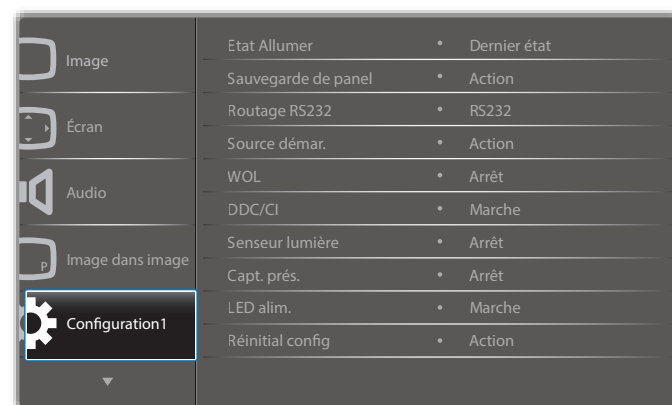 Image
Écran
Audio
P
Image dans image
Configuration1
Etat Allumer • Dernier état
Sauvegarde de panel • Action
Routage RS232 • RS232
Source démar. • Action
WOL • Arrêt
DDC/CI • Marche
Senseur lumière • Arrêt
Capt. prés. • Arrêt
LED alim. • Marche
Réinitial config • Action